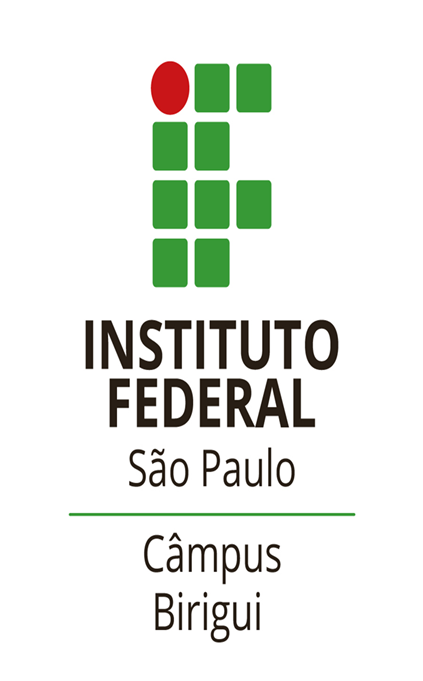 INSTITUTO
FEDERAL
São Paulo
Câmpus
Birigui